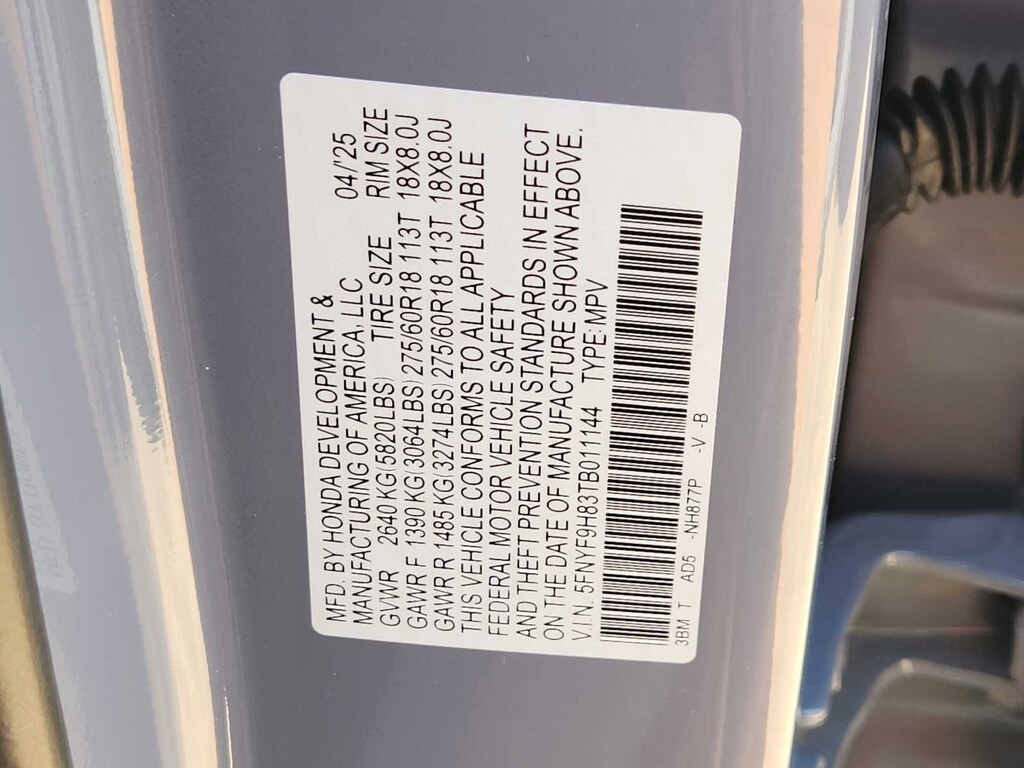 MFD. BY HONDA DEVELOPMENT &
MANUFACTURING OF AMERICA, LLC 04/'25
GVWR 2640 KG(5820LBS) TIRE SIZE RIM SIZE
GAWR F 1390 KG(3064LBS) 275/60R18 113T 18X8.0J
GAWR R 1485 KG(3274LBS) 275/60R18 113T 18X8.0J
THIS VEHICLE CONFORMS TO ALL APPLICABLE
FEDERAL MOTOR VEHICLE SAFETY
AND THEFT PREVENTION STANDARDS IN EFFECT
ON THE DATE OF MANUFACTURE SHOWN ABOVE.
V.I.N. 5FNYF9H83TB011144 TYPE: MPV
3BM T AD5 -NH877P -V -B